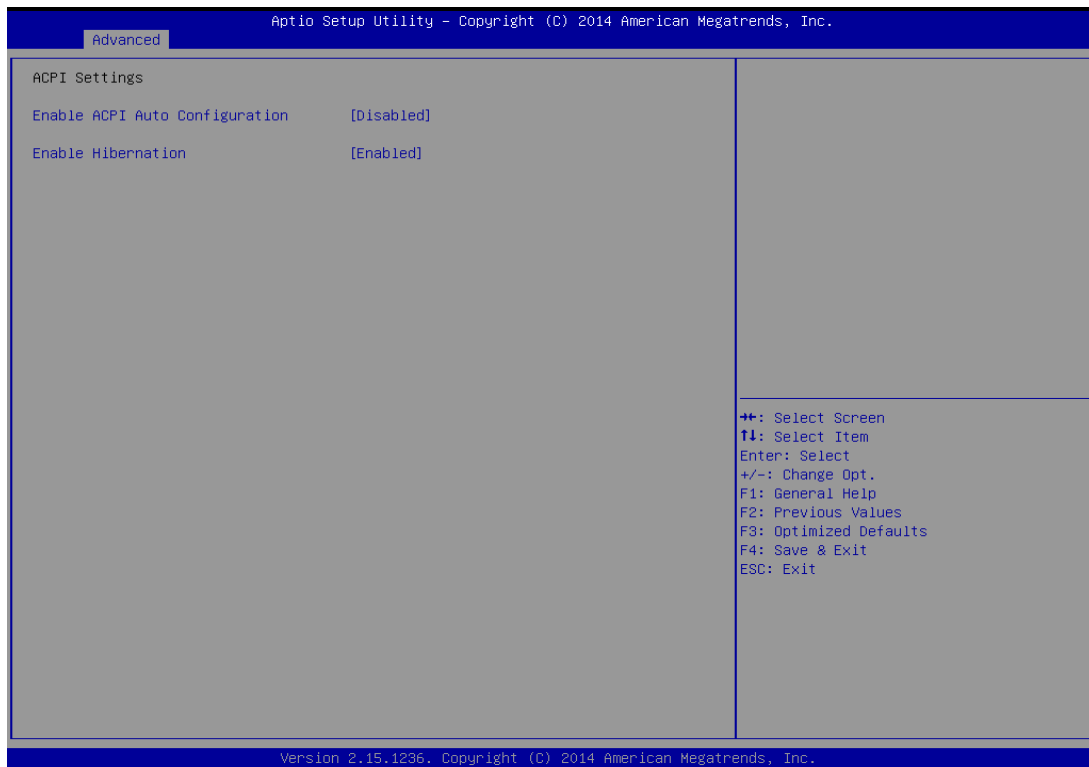 Aptio Setup Utility – Copyright (C) 2014 American Megatrends, Inc.
Advanced
ACPI Settings
Enable ACPI Auto Configuration [Disabled]
Enable Hibernation [Enabled]
→←: Select Screen
↑↓: Select Item
Enter: Select
+/-: Change Opt.
F1: General Help
F2: Previous Values
F3: Optimized Defaults
F4: Save & Exit
ESC: Exit
Version 2.15.1236. Copyright (C) 2014 American Megatrends, Inc.